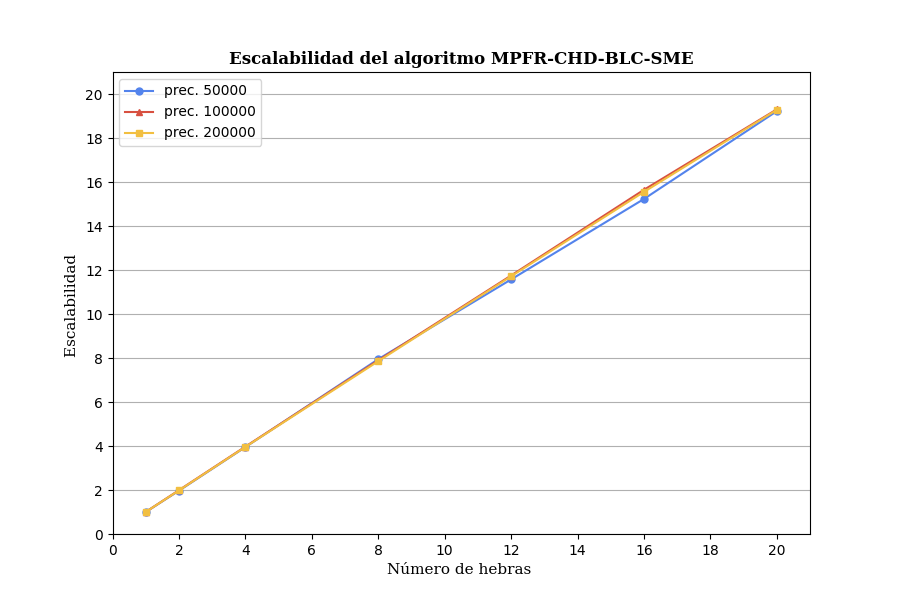 Escalabilidad del algoritmo MPFR-CHD-BLC-SME
prec. 50000
prec. 100000
prec. 200000
Escalabilidad
20
18
16
14
12
10
8
6
4
2
0
0 2 4 6 8 10 12 14 16 18 20
Número de hebras